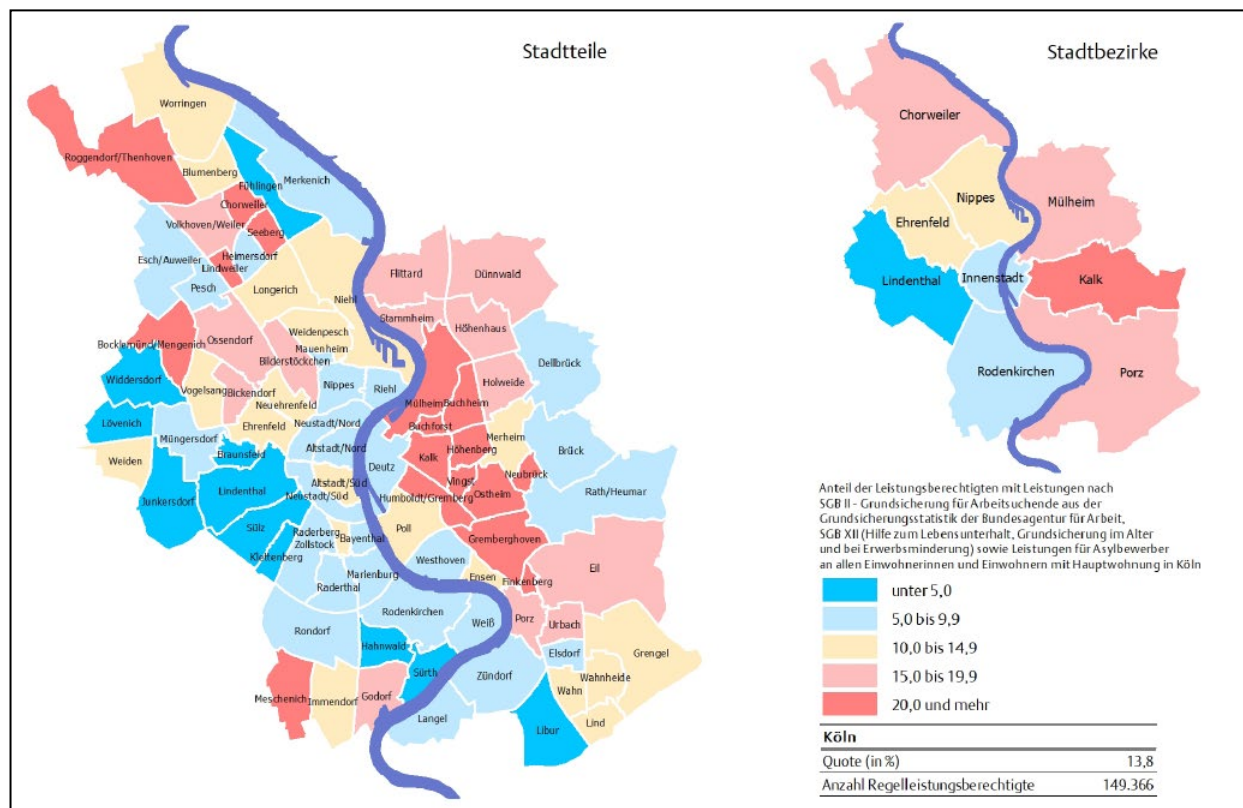 Stadtteile
Worringen
Roggendorf/Thenhoven
Blumenberg
Fühlingen
Merkenich
Chorweiler
Volkhoven/Weiler
Seeberg
Heimersdorf
Esch/Auweiler
Lindweiler
Pesch
Longerich
Niehl
Flittard
Dünnwald
Stammheim
Höhenhaus
Weidenpesch
Mauenheim
Bocklemünd/Mengenich
Ossendorf
Bilderstöckchen
Dellbrück
Widdersdorf
Vogelsang
Bickendorf
Nippes
Riehl
Holweide
Neuehrenfeld
Mülheim
Buchheim
Lövenich
Ehrenfeld
Neustadt/Nord
Buchforst
Merheim
Müngersdorf
Altstadt/Nord
Höhenberg
Brück
Weiden
Braunsfeld
Deutz
Kalk
Vingst
Neubrück
Junkersdorf
Lindenthal
Altstadt/Süd
Neustadt/Süd
Humboldt/Gremberg
Ostheim
Rath/Heumar
Sülz
Raderberg
Zollstock
Bayenthal
Poll
Gremberghoven
Klettenberg
Westhoven
Marienburg
Raderthal
Ensen
Finkenberg
Eil
Rodenkirchen
Weiß
Porz
Urbach
Rondorf
Hahnwald
Elsdorf
Grengel
Sürth
Zündorf
Wahnheide
Wahn
Meschenich
Immendorf
Godorf
Langel
Libur
Lind
Stadtbezirke
Chorweiler
Nippes
Mülheim
Ehrenfeld
Lindenthal
Innenstadt
Kalk
Rodenkirchen
Porz
Anteil der Leistungsberechtigten mit Leistungen nach
SGB II - Grundsicherung für Arbeitsuchende aus der
Grundsicherungsstatistik der Bundesagentur für Arbeit,
SGB XII (Hilfe zum Lebensunterhalt, Grundsicherung im Alter
und bei Erwerbsminderung) sowie Leistungen für Asylbewerber
an allen Einwohnerinnen und Einwohnern mit Hauptwohnung in Köln
unter 5,0
5,0 bis 9,9
10,0 bis 14,9
15,0 bis 19,9
20,0 und mehr
Köln
Quote (in %) 13,8
Anzahl Regelleistungsberechtigte 149.366